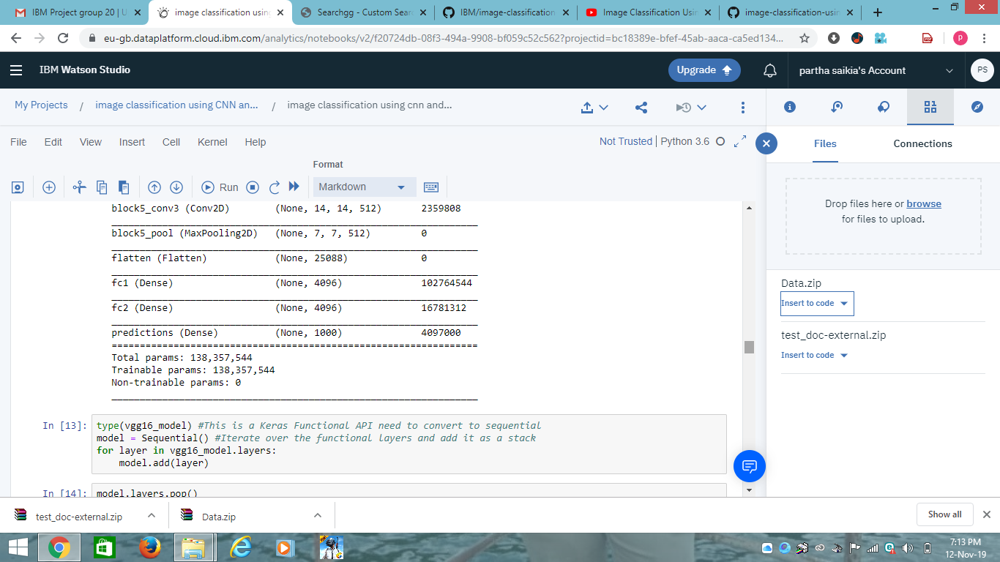 IBM Project group 20 | U
image classification using
Searchgg - Custom Sear
IBM/image-classification
Image Classification Usin
image-classification-usin
eu-gb.dataplatform.cloud.ibm.com/analytics/notebooks/v2/f20724db-08f3-494a-9908-bf059c52c562?projectid=bc18389e-bfef-45ab-aaca-ca5ed134...
P
IBM Watson Studio
Upgrade
partha saikia's Account
PS
My Projects / image classification using CNN an... / image classification using cnn and...
File Edit View Insert Cell Kernel Help
Not Trusted | Python 3.6
Files
Connections
Format
Run
Markdown
Drop files here or browse
for files to upload.
Data.zip
Insert to code
test_doc-external.zip
Insert to code
block5_conv3 (Conv2D) (None, 14, 14, 512) 2359808
block5_pool (MaxPooling2D) (None, 7, 7, 512) 0
flatten (Flatten) (None, 25088) 0
fc1 (Dense) (None, 4096) 102764544
fc2 (Dense) (None, 4096) 16781312
predictions (Dense) (None, 1000) 4097000
=================================================================
Total params: 138,357,544
Trainable params: 138,357,544
Non-trainable params: 0
In [13]: type(vgg16_model) #This is a Keras Functional API need to convert to sequential
model = Sequential() #Iterate over the functional layers and add it as a stack
for layer in vgg16_model.layers:
    model.add(layer)
In [14]: model.layers.pop()
test_doc-external.zip
Data.zip
Show all
7:13 PM
12-Nov-19